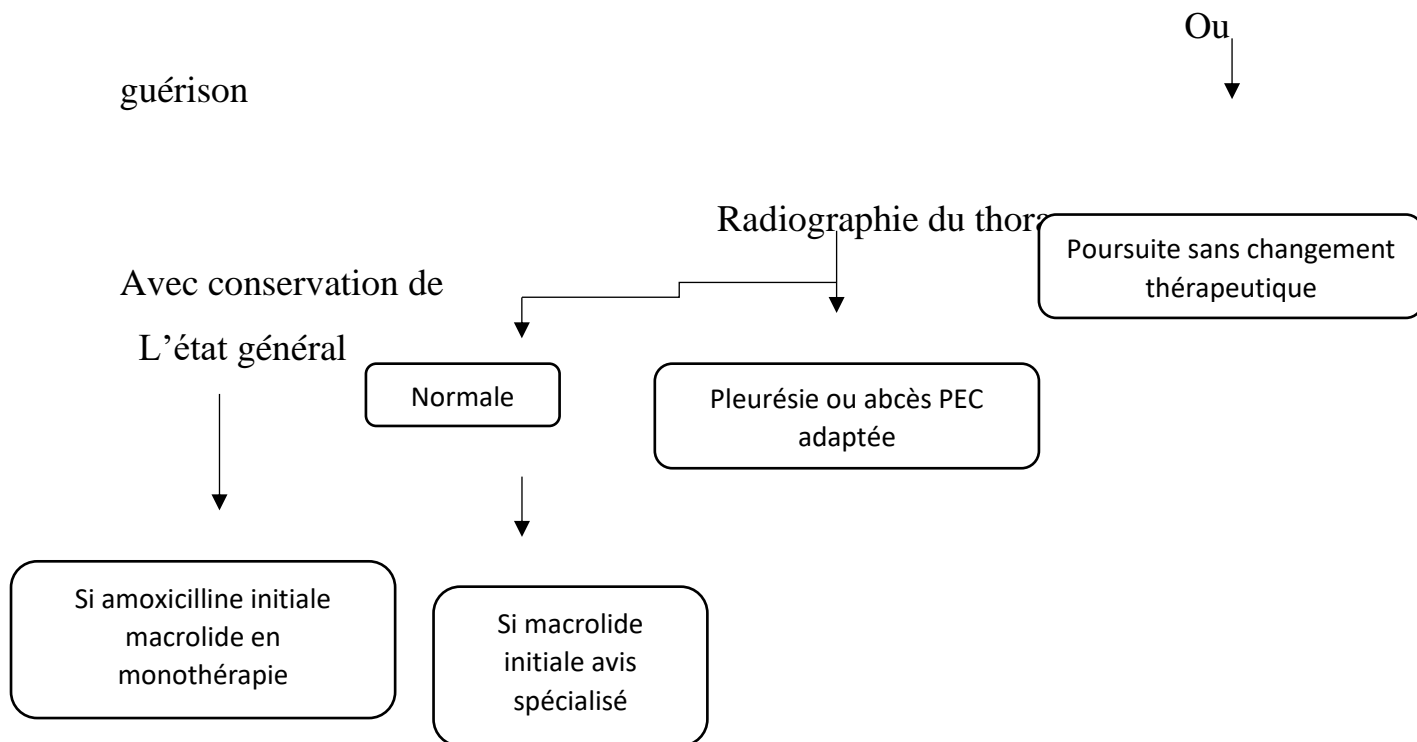 Ou
guérison
Radiographie du thora
Poursuite sans changement
thérapeutique
Avec conservation de
L’état général
Normale
Pleurésie ou abcès PEC
adaptée
Si amoxicilline initiale
macrolide en
monothérapie
Si macrolide
initiale avis
spécialisé